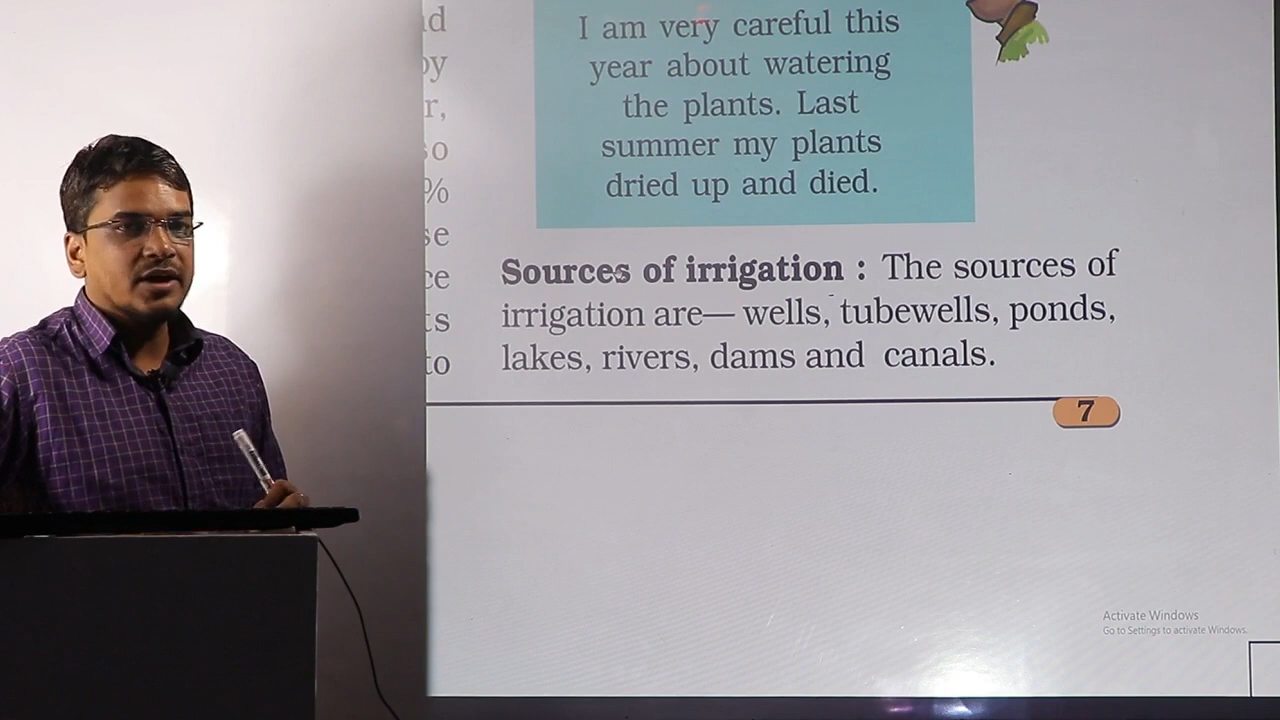 I am very careful this
year about watering
the plants. Last
summer my plants
dried up and died.
Sources of irrigation : The sources of
irrigation are— wells, tubewells, ponds,
lakes, rivers, dams and canals.
7
Activate Windows
Go to Settings to activate Windows.